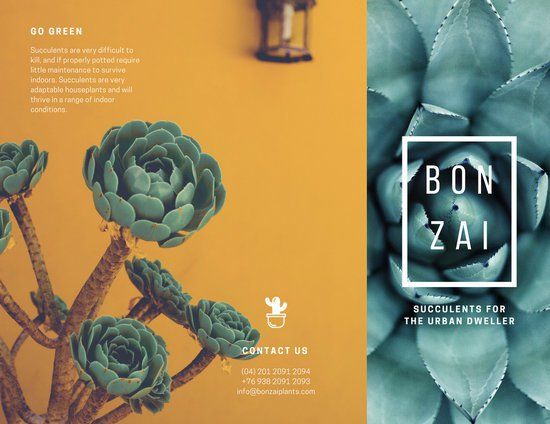 GO GREEN
Succulents are very difficult to
kill, and if properly potted require
little maintenance to survive
indoors. Succulents are very
adaptable houseplants and will
thrive in a range of indoor
conditions.
CONTACT US
(04) 201 2091 2094
+76 938 2091 2093
info@bonzaiplants.com
BON
ZAI
SUCCULENTS FOR
THE URBAN DWELLER